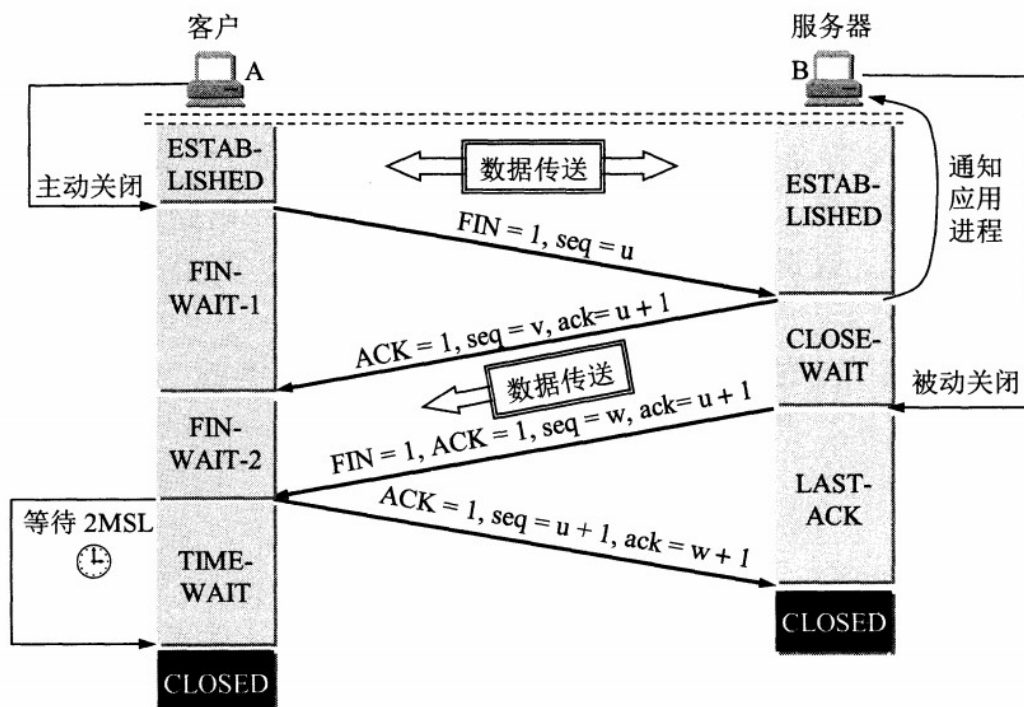 客户
服务器
A
B
ESTAB-
LISHED
数据传送
ESTAB-
LISHED
通知
应用
进程
主动关闭
FIN = 1, seq = u
FIN-
WAIT-1
ACK = 1, seq = v, ack= u + 1
CLOSE-
WAIT
数据传送
被动关闭
FIN = 1, ACK = 1, seq = w, ack= u + 1
FIN-
WAIT-2
ACK = 1, seq = u + 1, ack = w + 1
LAST-
ACK
等待 2MSL
TIME-
WAIT
CLOSED
CLOSED